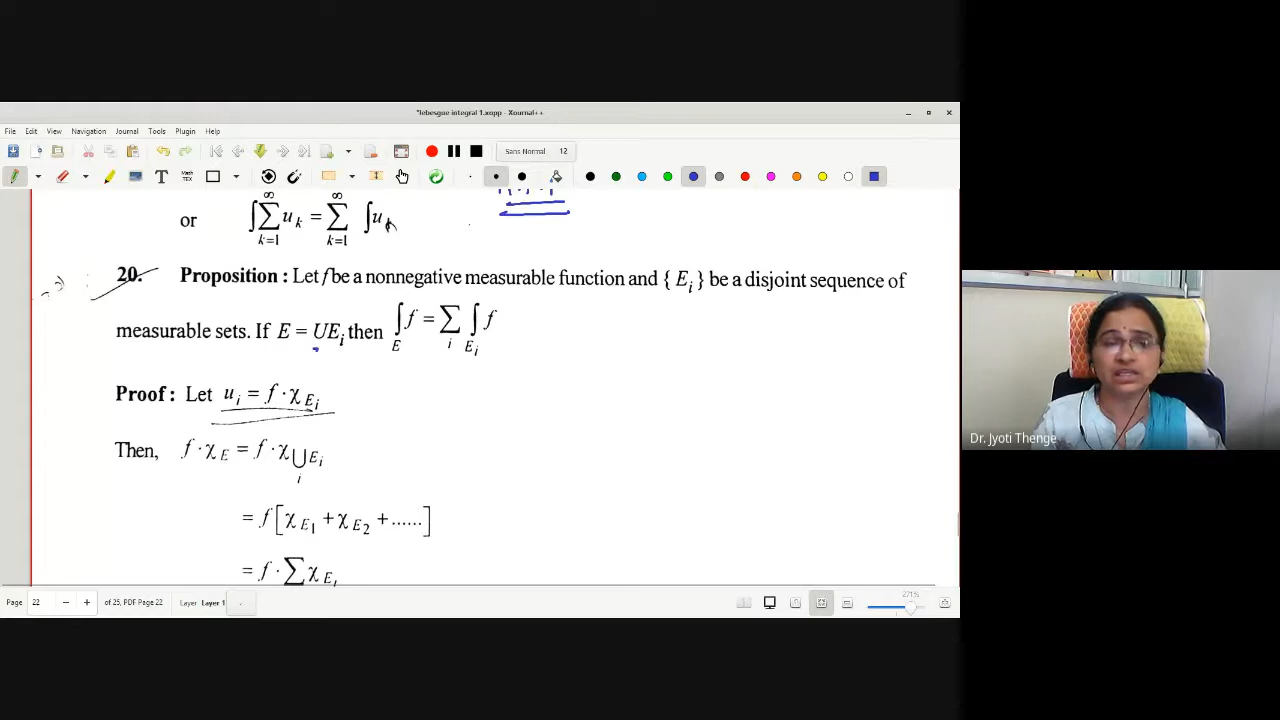 *lebesgue integral 1.xopp - Xournal++
File Edit View Navigation Journal Tools Plugin Help
Sans Normal 12
or ∫∑_{k=1}^{∞} u_k = ∑_{k=1}^{∞} ∫u_k
20. Proposition : Let f be a nonnegative measurable function and { E_i } be a disjoint sequence of
measurable sets. If E = UE_i then ∫_E f = ∑_i ∫_{E_i} f
Proof : Let u_i = f · χ_{E_i}
Then, f · χ_E = f · χ_{⋃_i E_i}
= f [ χ_{E_1} + χ_{E_2} + ...... ]
= f · ∑ χ_{E_i}
Page 22 of 25, PDF Page 22 Layer Layer 1 271%
Dr. Jyoti Thenge